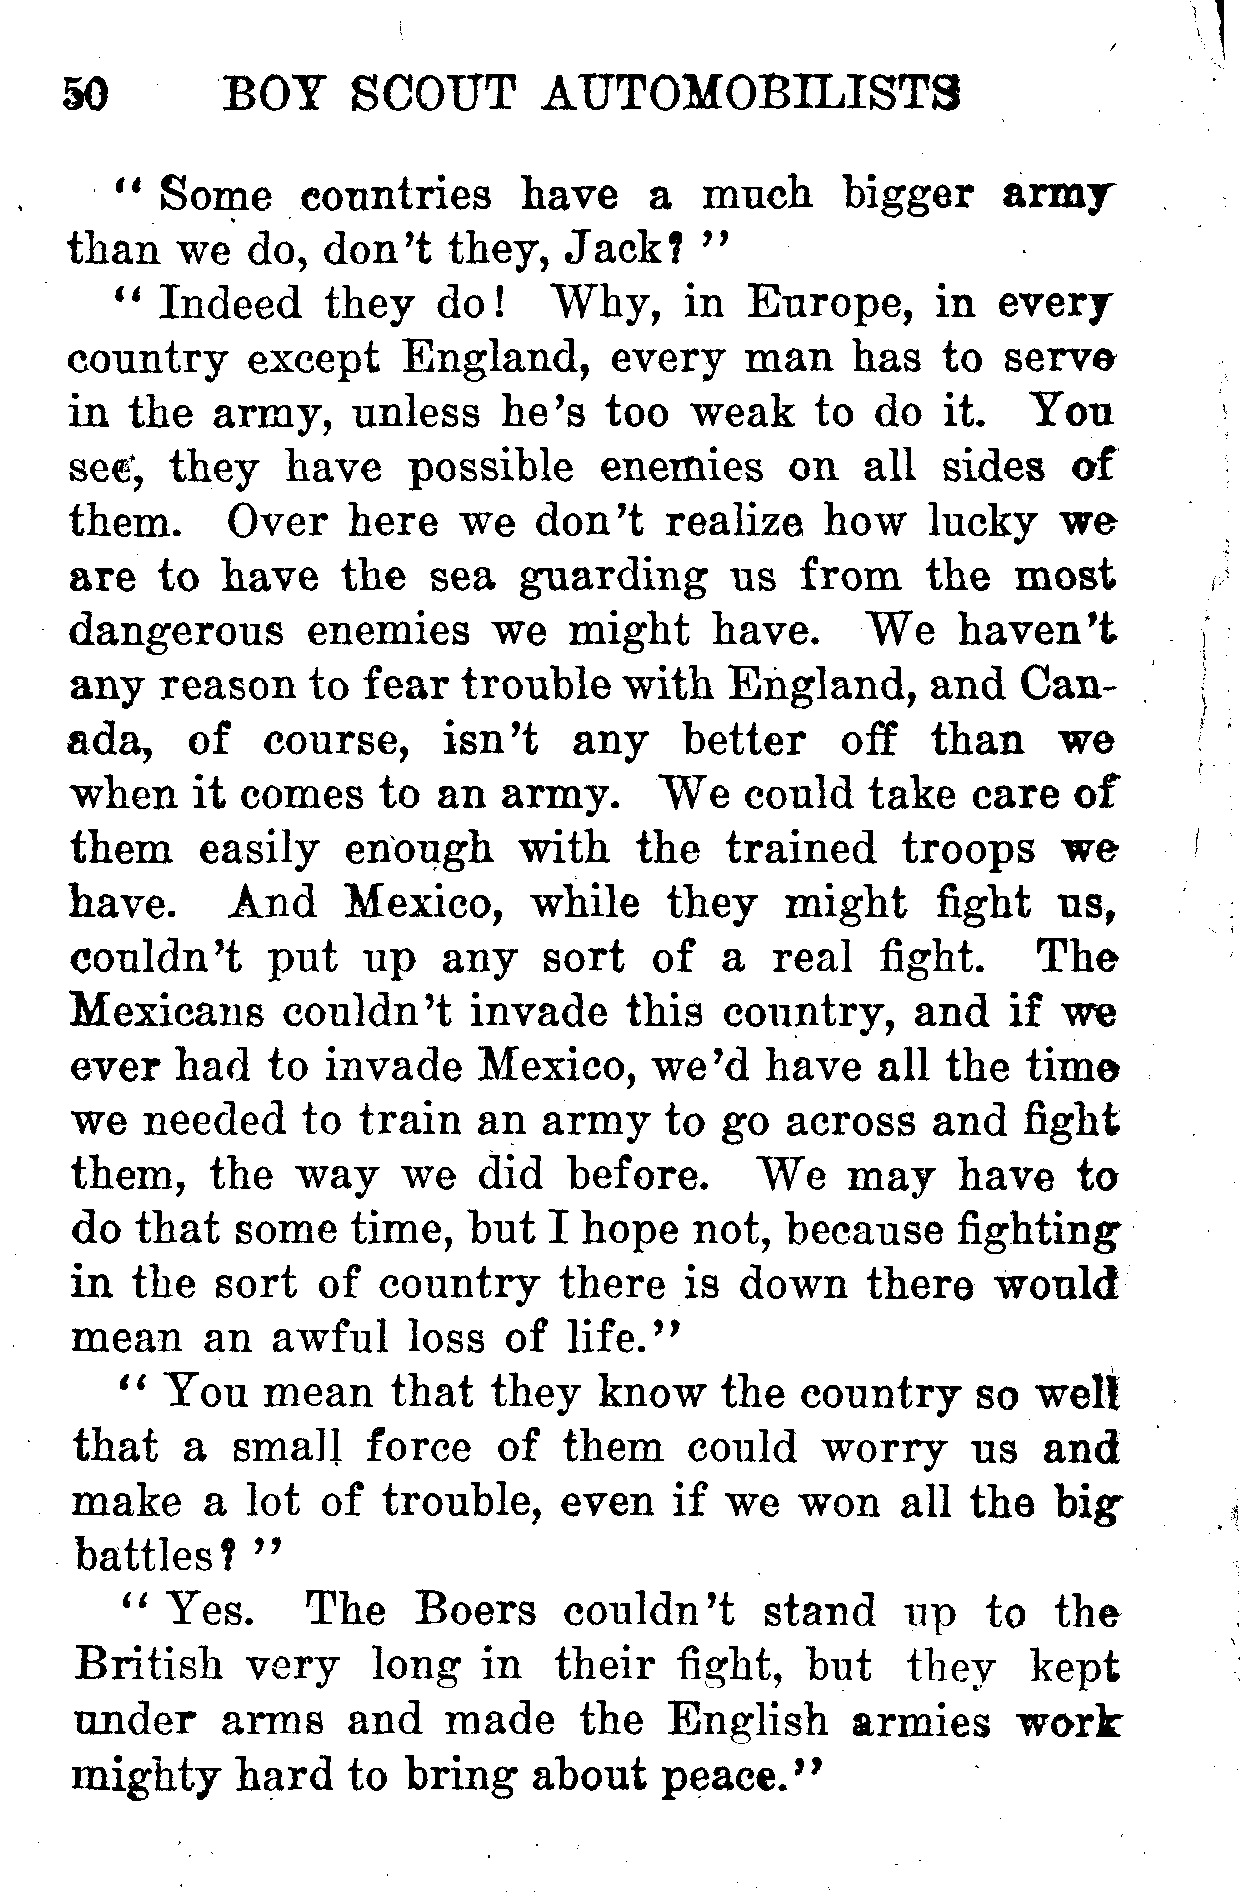 50 BOY SCOUT AUTOMOBILISTS
“ Some countries have a much bigger army
than we do, don’t they, Jack? ”
“ Indeed they do! Why, in Europe, in every
country except England, every man has to serve
in the army, unless he’s too weak to do it. You
see, they have possible enemies on all sides of
them. Over here we don’t realize how lucky we
are to have the sea guarding us from the most
dangerous enemies we might have. We haven’t
any reason to fear trouble with England, and Can-
ada, of course, isn’t any better off than we
when it comes to an army. We could take care of
them easily enough with the trained troops we
have. And Mexico, while they might fight us,
couldn’t put up any sort of a real fight. The
Mexicans couldn’t invade this country, and if we
ever had to invade Mexico, we’d have all the time
we needed to train an army to go across and fight
them, the way we did before. We may have to
do that some time, but I hope not, because fighting
in the sort of country there is down there would
mean an awful loss of life.”
“ You mean that they know the country so well
that a small force of them could worry us and
make a lot of trouble, even if we won all the big
battles? ”
“ Yes. The Boers couldn’t stand up to the
British very long in their fight, but they kept
under arms and made the English armies work
mighty hard to bring about peace.”